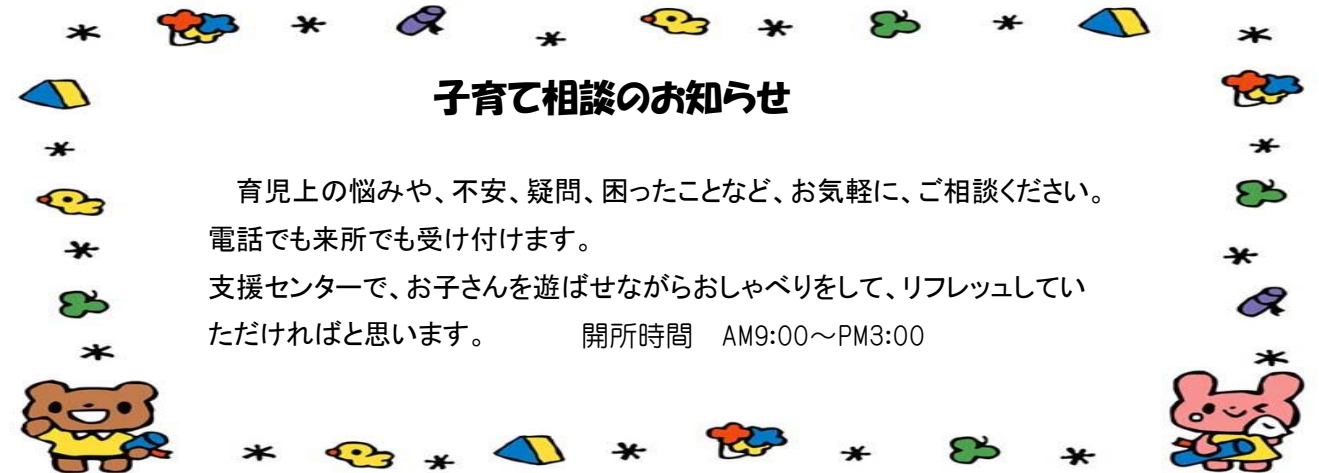 子育て相談のお知らせ
　育児上の悩みや、不安、疑問、困ったことなど、お気軽に、ご相談ください。
電話でも来所でも受け付けます。
支援センターで、お子さんを遊ばせながらおしゃべりをして、リフレッュしてい
ただければと思います。　　　開所時間　AM9:00～PM3:00